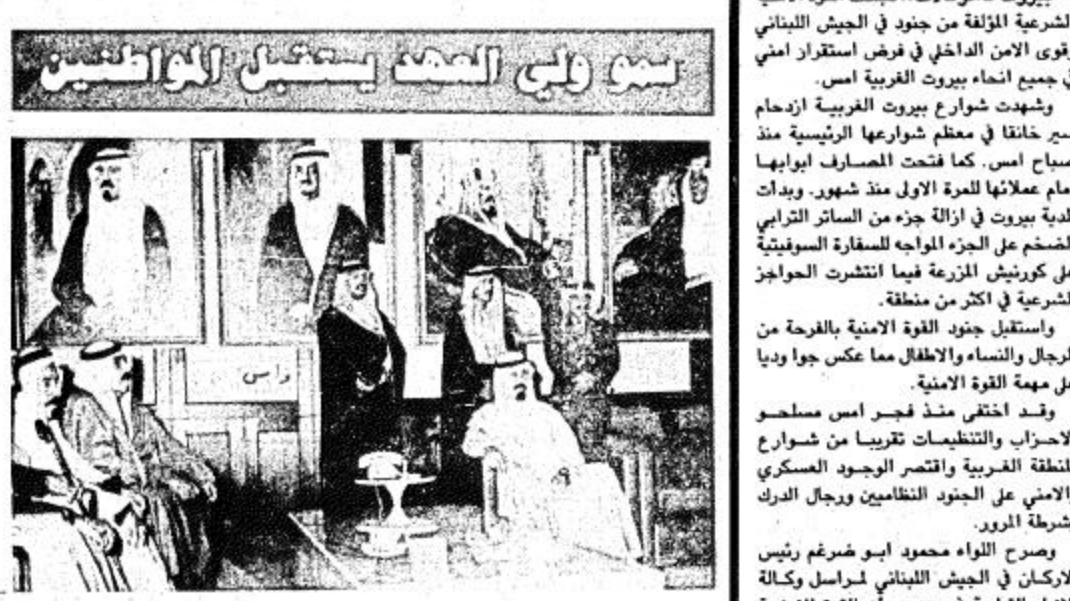 سمو ولي العهد يستقبل المواطنين
واس
الشرعية المؤلفة من جنود في الجيش اللبناني
وقوى الامن الداخلي في فرض استقرار امني
في جميع انحاء بيروت الغربية امس.
وشهدت شوارع بيروت الغربية ازدحام
سير خانقا في معظم شوارعها الرئيسية منذ
صباح امس. كما فتحت المصارف ابوابها
امام عملائها للمرة الاولى منذ شهور. وبدأت
بلدية بيروت في ازالة جزء من الساتر الترابي
الضخم على الجزء المواجه للسفارة السوفيتية
على كورنيش المزرعة فيما انتشرت الحواجز
الشرعية في اكثر من منطقة.
واستقبل جنود القوة الامنية بالفرحة من
الرجال والنساء والاطفال مما عكس جوا وديا
على مهمة القوة الامنية.
وقد اختفى منذ فجر امس مسلحو
الاحزاب والتنظيمات تقريبا من شوارع
المنطقة الغربية واقتصر الوجود العسكري
والامني على الجنود النظاميين ورجال الدرك
وشرطة المرور.
وصرح اللواء محمود ابو ضرغم رئيس
الاركان في الجيش اللبناني لمراسل وكالة